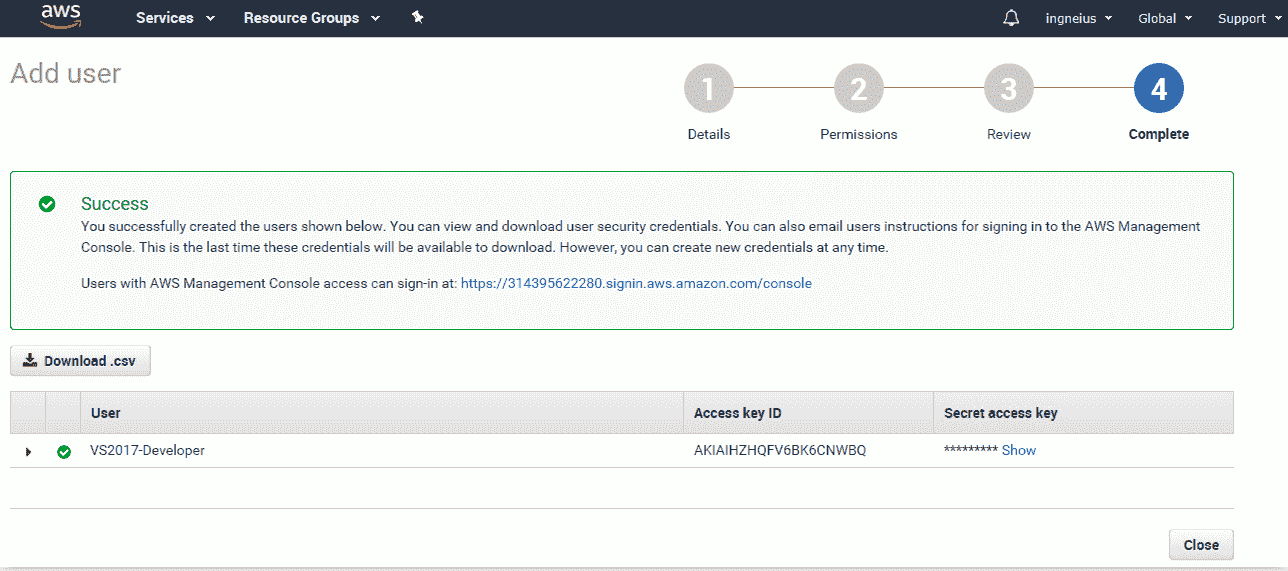 aws Services Resource Groups ingneius Global Support
Add user
1 2 3 4
Details Permissions Review Complete
Success
You successfully created the users shown below. You can view and download user security credentials. You can also email users instructions for signing in to the AWS Management
Console. This is the last time these credentials will be available to download. However, you can create new credentials at any time.
Users with AWS Management Console access can sign-in at: https://314395622280.signin.aws.amazon.com/console
Download .csv
User Access key ID Secret access key
VS2017-Developer AKIAIHZHQFV6BK6CNWBQ ********* Show
Close